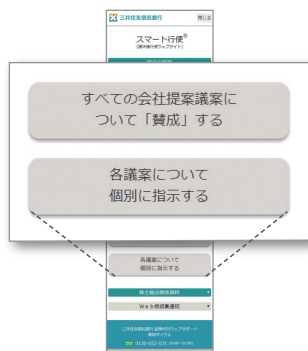 三井住友信託銀行
閉じる
スマート行使®
(議決権行使ウェブサイト)
すべての会社提案議案に
ついて「賛成」する
各議案について
個別に指示する
各議案について
個別に指示する
株主総会関係資料
Web版招集通知
三井住友信託銀行 証券代行ウェブサポート
専用ダイヤル
0120-652-031